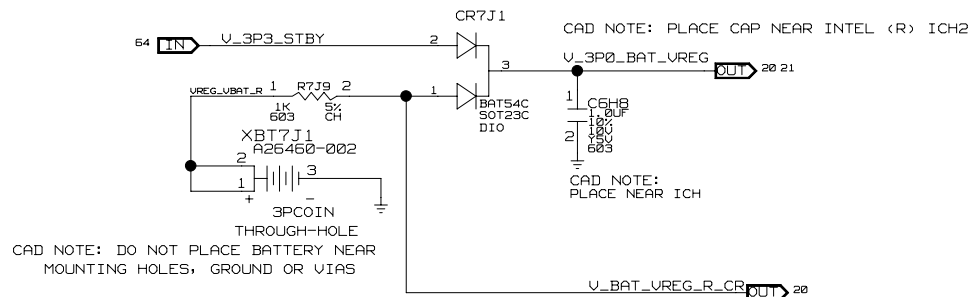 CR7J1
CAD NOTE: PLACE CAP NEAR INTEL (R) ICH2
64 IN V_3P3_STBY 2
3 V_3P0_BAT_VREG OUT 20 21
VREG_VBAT_R 1 R7J9 2 1
1K 5%
603 CH
BAT54C
SOT23C
DIO
1 C6H8
1.0UF
10%
10V
Y5V
2 603
XBT7J1
A26460-002
2
1 3
+ -
3PCOIN
THROUGH-HOLE
CAD NOTE:
PLACE NEAR ICH
CAD NOTE: DO NOT PLACE BATTERY NEAR
MOUNTING HOLES, GROUND OR VIAS
V_BAT_VREG_R_CR OUT 20